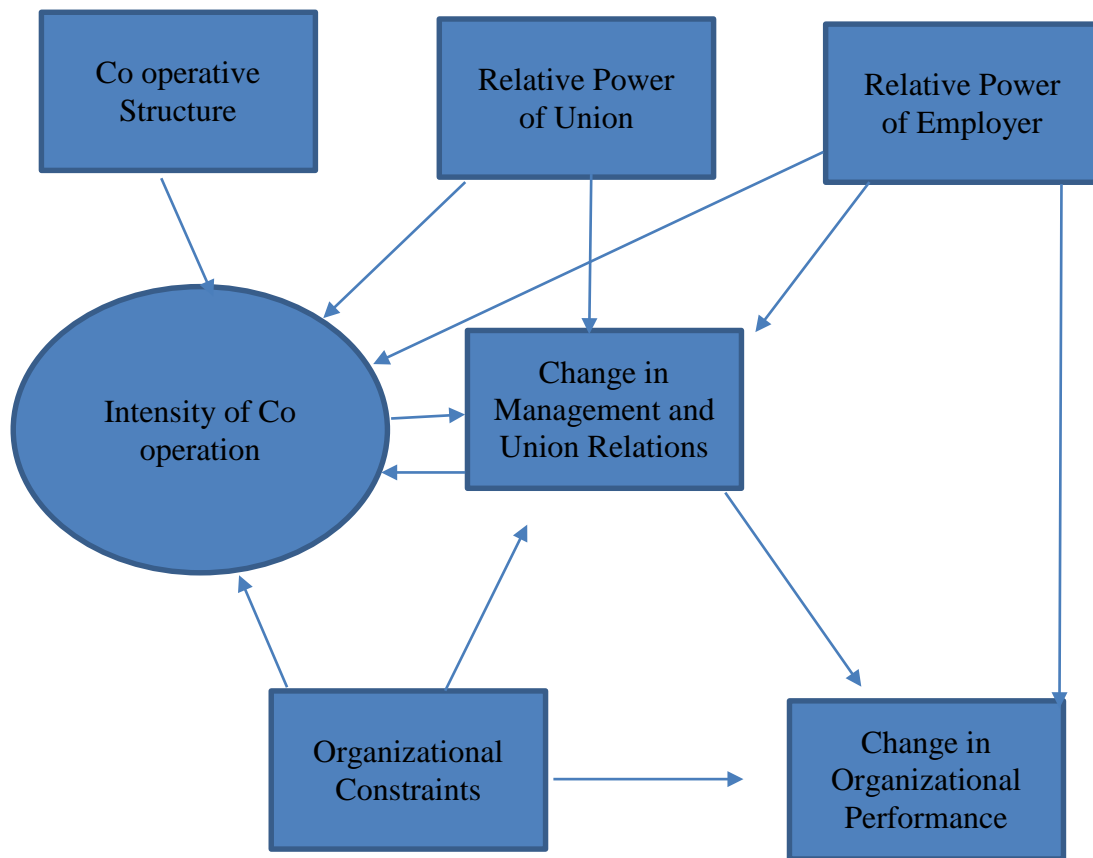 Co operative
Structure
Relative Power
of Union
Relative Power
of Employer
Intensity of Co
operation
Change in
Management and
Union Relations
Organizational
Constraints
Change in
Organizational
Performance